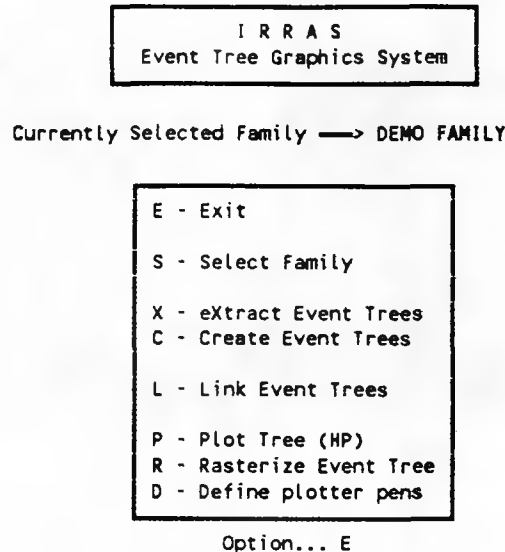 I R R A S
Event Tree Graphics System
Currently Selected Family ——> DEMO FAMILY
E - Exit
S - Select Family
X - eXtract Event Trees
C - Create Event Trees
L - Link Event Trees
P - Plot Tree (HP)
R - Rasterize Event Tree
D - Define plotter pens
Option... E